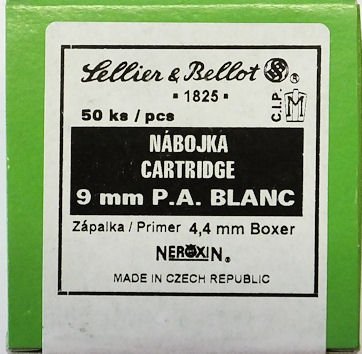 Sellier & Bellot ®
▪ 1825 ▪
C.I.P.
50 ks / pcs
NÁBOJKA
CARTRIDGE
9 mm P.A. BLANC
Zápalka / Primer 4,4 mm Boxer
NEROXIN®
MADE IN CZECH REPUBLIC